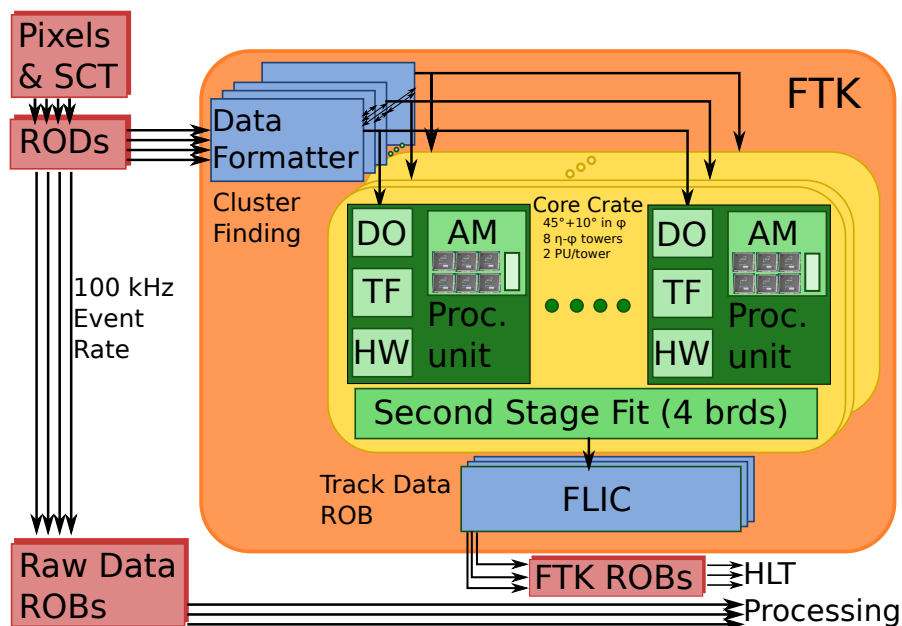 Pixels
& SCT
RODs
Data
Formatter
Cluster
Finding
FTK
100 kHz
Event
Rate
Core Crate
45°+10° in φ
8 η-φ towers
2 PU/tower
DO
TF
HW
AM
Proc.
unit
DO
TF
HW
AM
Proc.
unit
Second Stage Fit (4 brds)
Track Data
ROB
FLIC
Raw Data
ROBs
FTK ROBs
HLT
Processing